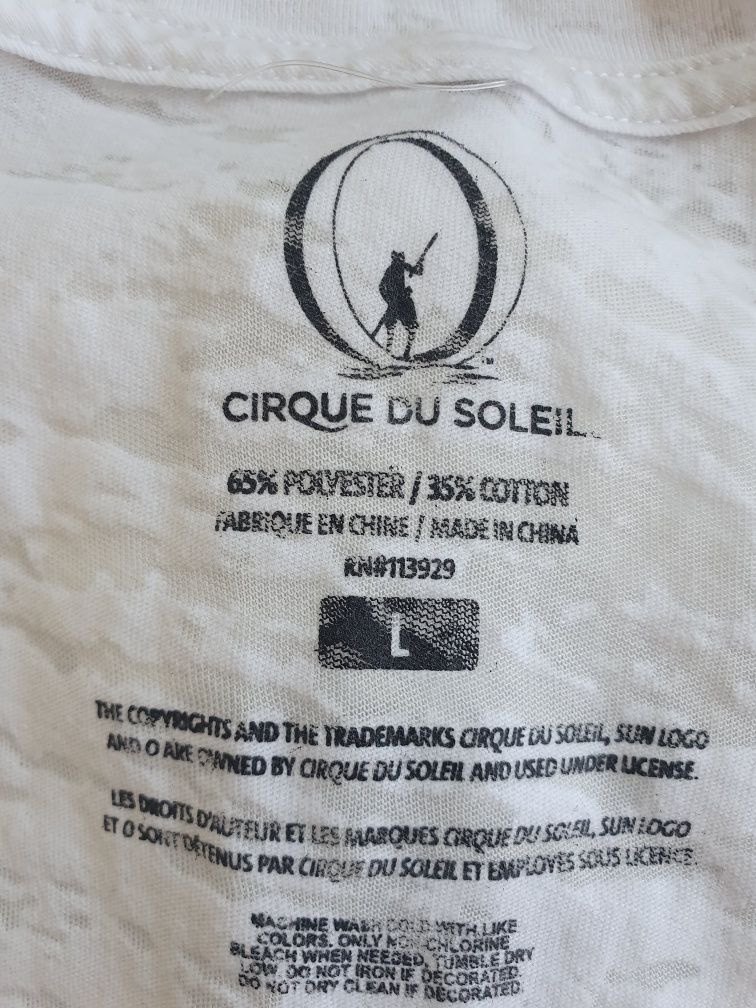 O
CIRQUE DU SOLEIL
65% POLYESTER / 35% COTTON
FABRIQUE EN CHINE / MADE IN CHINA
RN#113929
L
THE COPYRIGHTS AND THE TRADEMARKS CIRQUE DU SOLEIL, SUN LOGO
AND O ARE OWNED BY CIRQUE DU SOLEIL AND USED UNDER LICENSE.
LES DROITS D'AUTEUR ET LES MARQUES CIRQUE DU SOLEIL, SUN LOGO
ET O SONT DÉTENUS PAR CIRQUE DU SOLEIL ET EMPLOYÉS SOUS LICENCE.
MACHINE WASH COLD WITH LIKE
COLORS. ONLY NON-CHLORINE
BLEACH WHEN NEEDED. TUMBLE DRY
LOW. DO NOT IRON IF DECORATED.
DO NOT DRY CLEAN IF DECORATED.